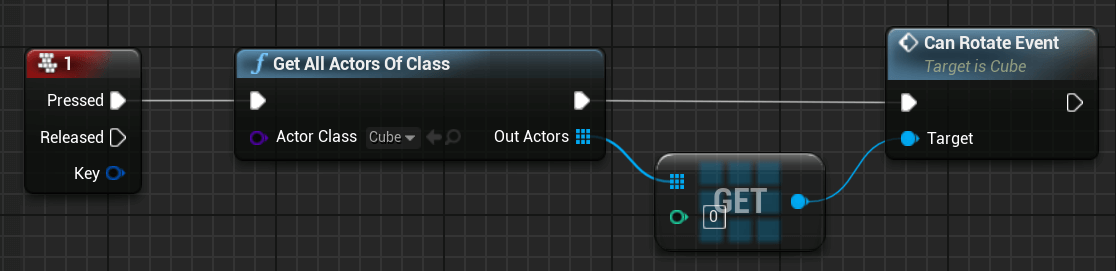 1
Pressed
Released
Key
f Get All Actors Of Class
Actor Class Cube
Out Actors
GET
0
Can Rotate Event
Target is Cube
Target